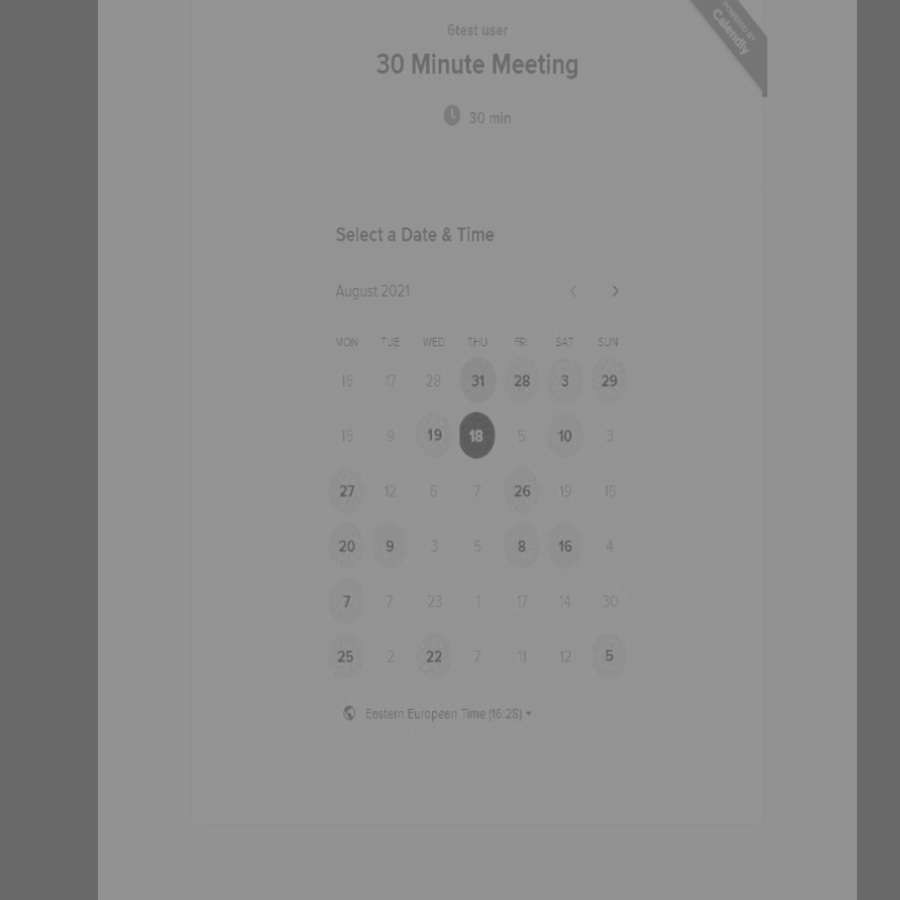 6test user
POWERED BY
Calendly
30 Minute Meeting
30 min
Select a Date & Time
August 2021
MON TUE WED THU FRI SAT SUN
16 17 28 31 28 3 29
16 9 19 18 5 10 3
27 12 6 7 26 19 16
20 9 3 5 8 16 4
7 7 23 1 17 14 30
25 2 22 7 11 12 5
Eastern European Time (16:28)